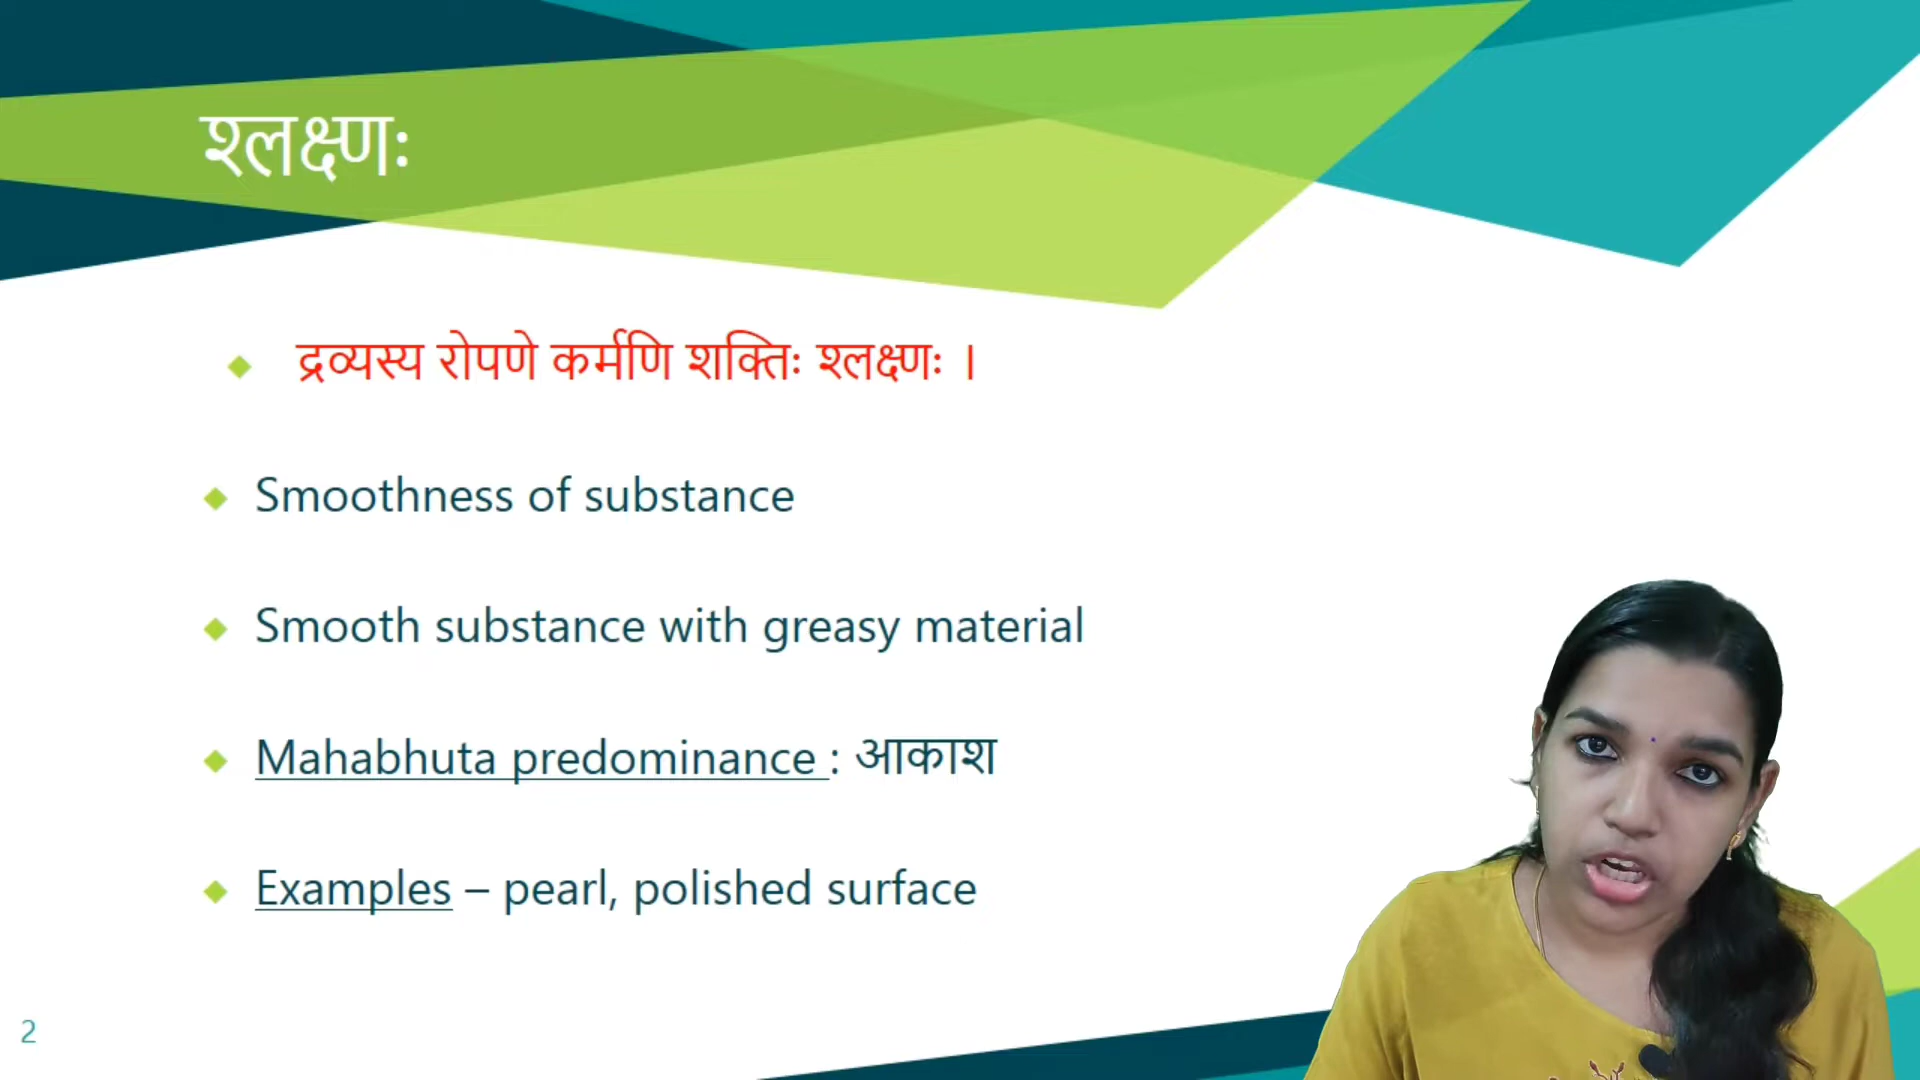 श्लक्ष्णः
द्रव्यस्य रोपणे कर्मणि शक्तिः श्लक्ष्णः ।
Smoothness of substance
Smooth substance with greasy material
Mahabhuta predominance : आकाश
Examples – pearl, polished surface
2